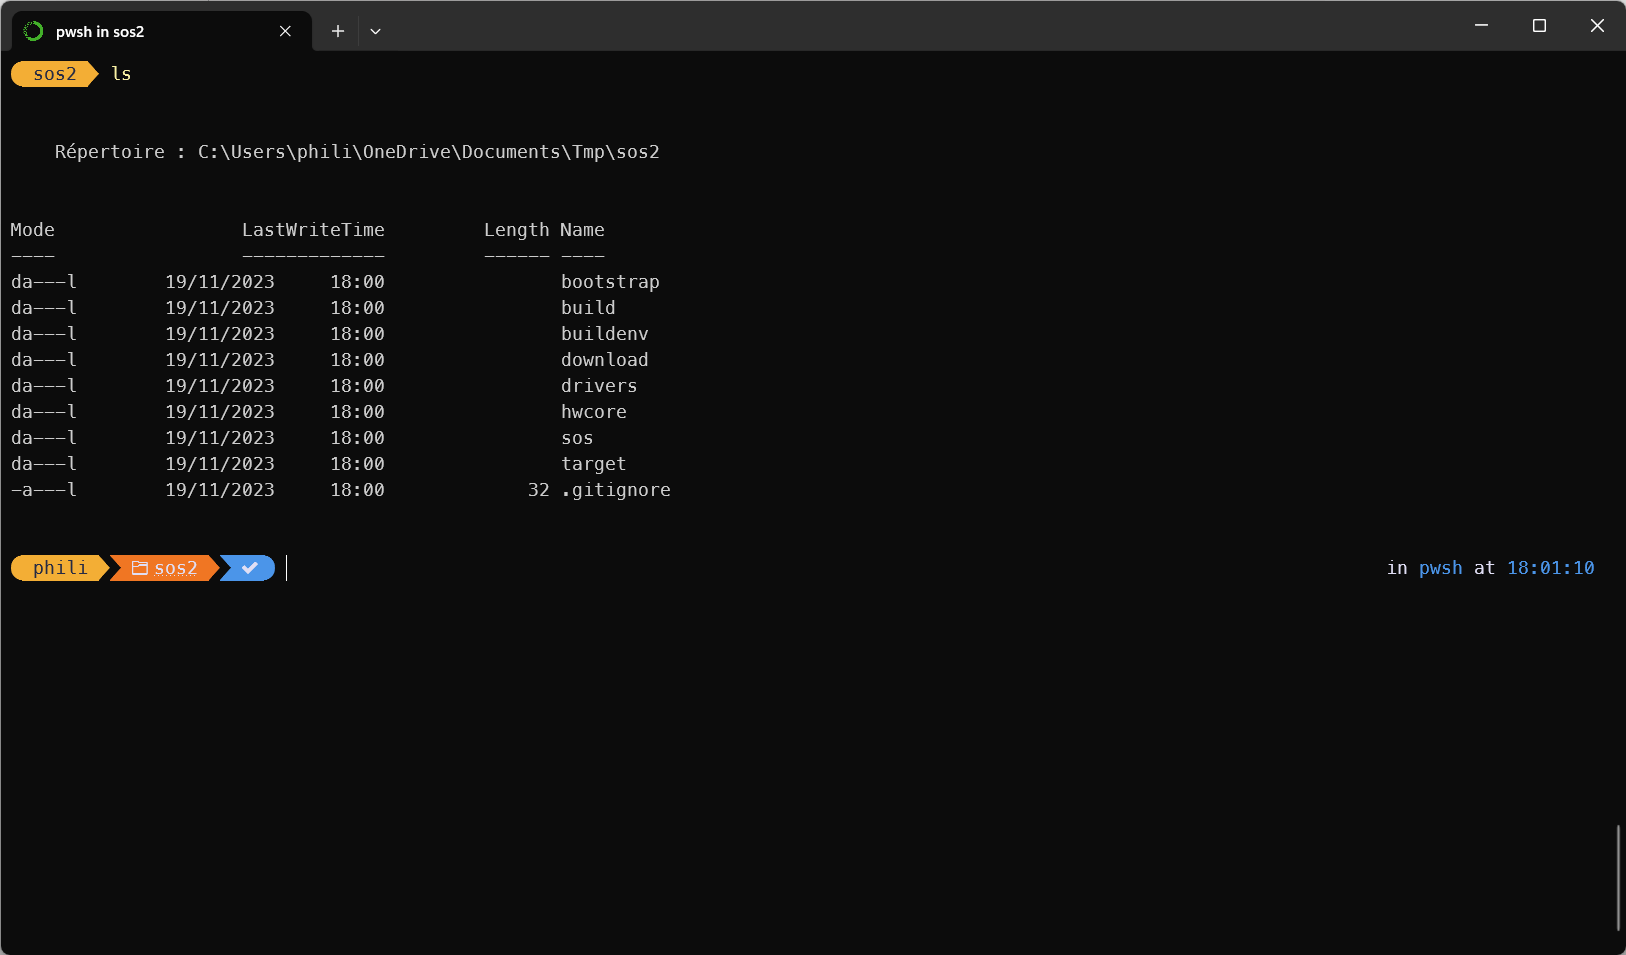 pwsh in sos2
sos2 ls
Répertoire : C:\Users\phili\OneDrive\Documents\Tmp\sos2
Mode LastWriteTime Length Name
---- ------------- ------ ----
da---l 19/11/2023 18:00 bootstrap
da---l 19/11/2023 18:00 build
da---l 19/11/2023 18:00 buildenv
da---l 19/11/2023 18:00 download
da---l 19/11/2023 18:00 drivers
da---l 19/11/2023 18:00 hwcore
da---l 19/11/2023 18:00 sos
da---l 19/11/2023 18:00 target
-a---l 19/11/2023 18:00 32 .gitignore
phili sos2 in pwsh at 18:01:10